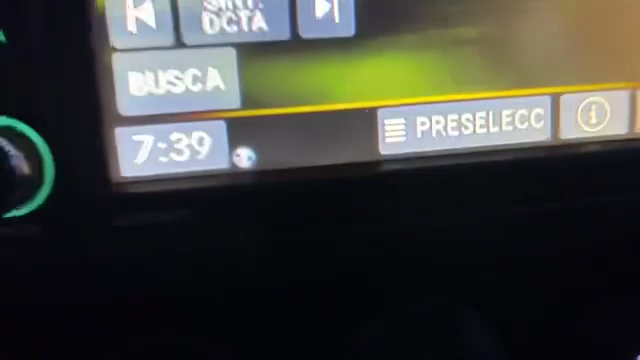 SINT.
DCTA
BUSCA
7:39
PRESELECC
i